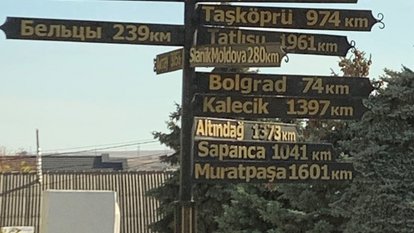 Taşköprü 974 км
Бельцы 239км
Tatlısu 1961 км
Slanik Moldova 280 км
Bolgrad 74 км
Kalecik 1397 км
Altındağ 1373 км
Sapanca 1041 км
Muratpaşa 1601 км